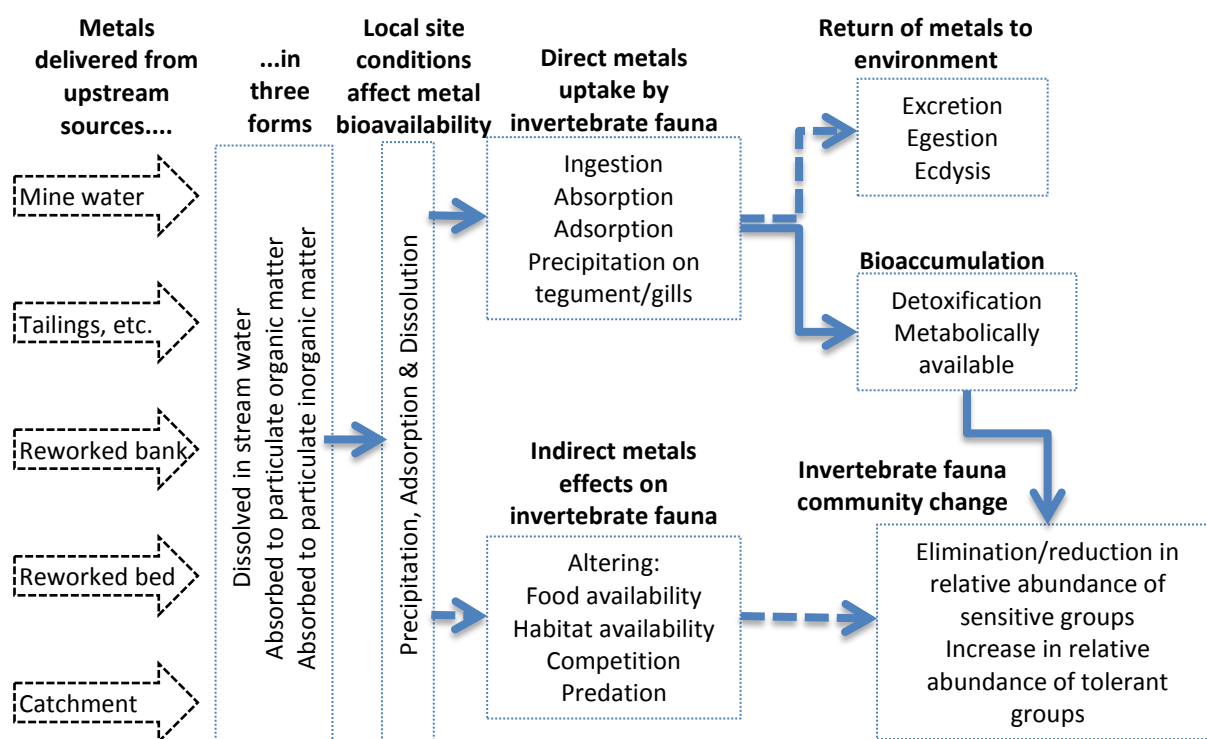 Metals
delivered from
upstream
sources....
...in
three
forms
Local site
conditions
affect metal
bioavailability
Direct metals
uptake by
invertebrate fauna
Return of metals to
environment
Mine water
Tailings, etc.
Reworked bank
Reworked bed
Catchment
Dissolved in stream water
Absorbed to particulate organic matter
Absorbed to particulate inorganic matter
Precipitation, Adsorption & Dissolution
Ingestion
Absorption
Adsorption
Precipitation on
tegument/gills
Excretion
Egestion
Ecdysis
Bioaccumulation
Detoxification
Metabolically
available
Indirect metals
effects on
invertebrate fauna
Altering:
Food availability
Habitat availability
Competition
Predation
Invertebrate fauna
community change
Elimination/reduction in
relative abundance of
sensitive groups
Increase in relative
abundance of tolerant
groups